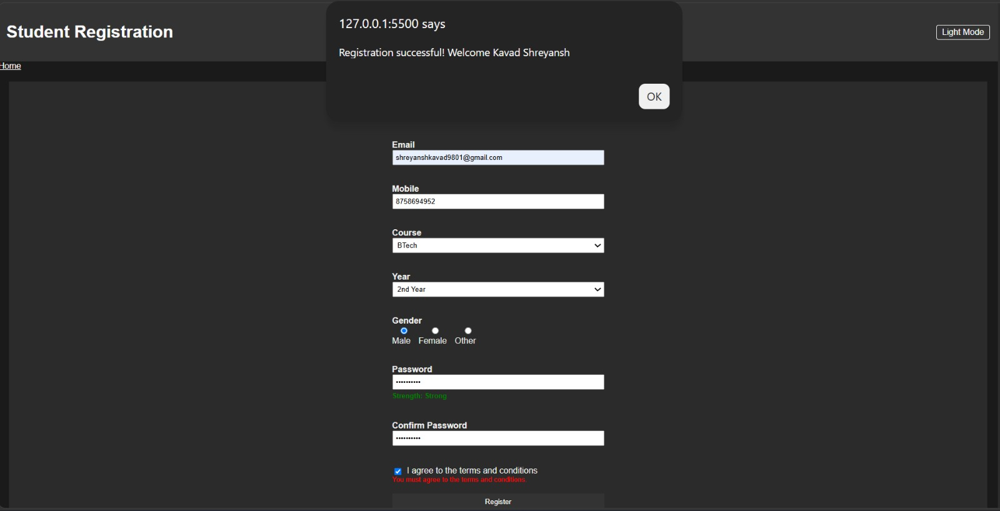 127.0.0.1:5500 says
Registration successful! Welcome Kavad Shreyansh
OK
Student Registration
Light Mode
Home
Email
shreyanshkavad9801@gmail.com
Mobile
8758694952
Course
BTech
Year
2nd Year
Gender
Male Female Other
Password
••••••••••
Strength: Strong
Confirm Password
••••••••••
I agree to the terms and conditions
You must agree to the terms and conditions.
Register